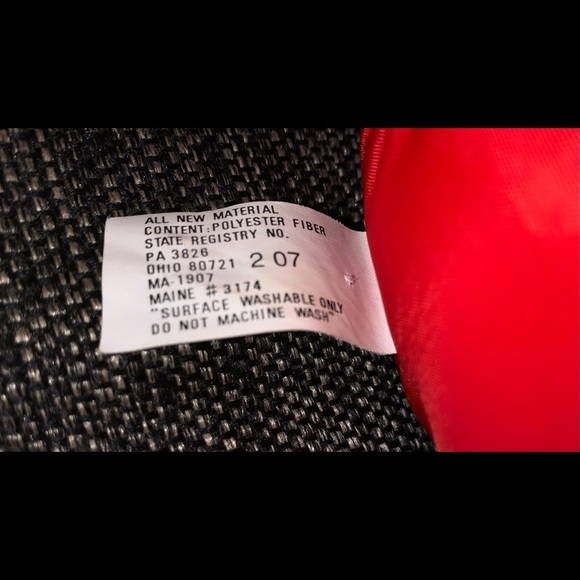 ALL NEW MATERIAL
CONTENT:POLYESTER FIBER
STATE REGISTRY NO.
PA 3826
OHIO 80721 2 07
MA-1907
MAINE # 3174
"SURFACE WASHABLE ONLY
DO NOT MACHINE WASH"